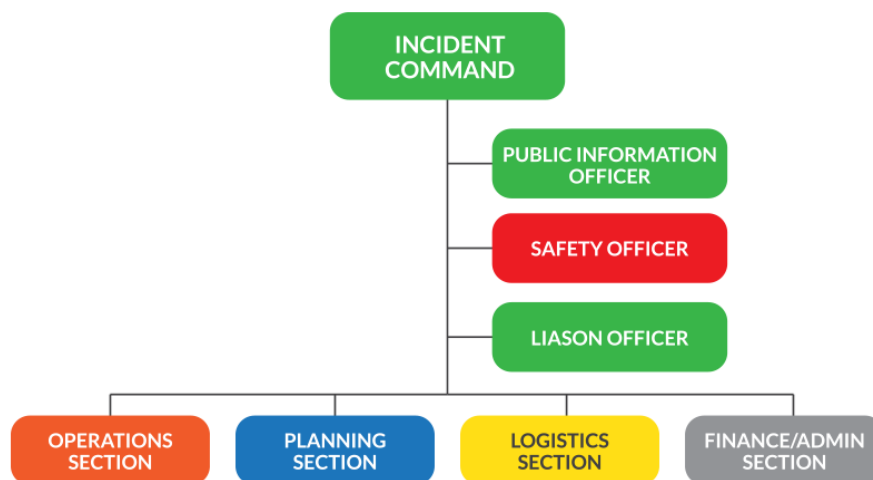 INCIDENT
COMMAND
PUBLIC INFORMATION
OFFICER
SAFETY OFFICER
LIASON OFFICER
OPERATIONS
SECTION
PLANNING
SECTION
LOGISTICS
SECTION
FINANCE/ADMIN
SECTION